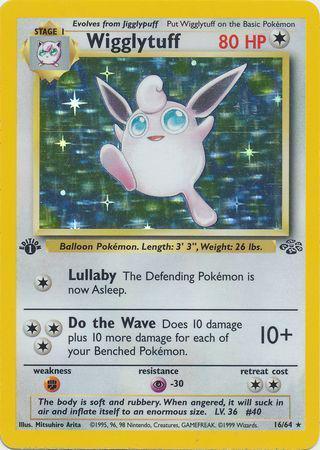 Evolves from Jigglypuff Put Wigglytuff on the Basic Pokémon
STAGE 1
Wigglytuff 80 HP
EDITION
1
Balloon Pokémon. Length: 3' 3", Weight: 26 lbs.
Lullaby The Defending Pokémon is
now Asleep.
Do the Wave Does 10 damage
plus 10 more damage for each of
your Benched Pokémon.
10+
weakness resistance retreat cost
-30
The body is soft and rubbery. When angered, it will suck in
air and inflate itself to an enormous size. LV. 36 #40
Illus. Mitsuhiro Arita ©1995, 96, 98 Nintendo, Creatures, GAMEFREAK. ©1999 Wizards. 16/64 ★